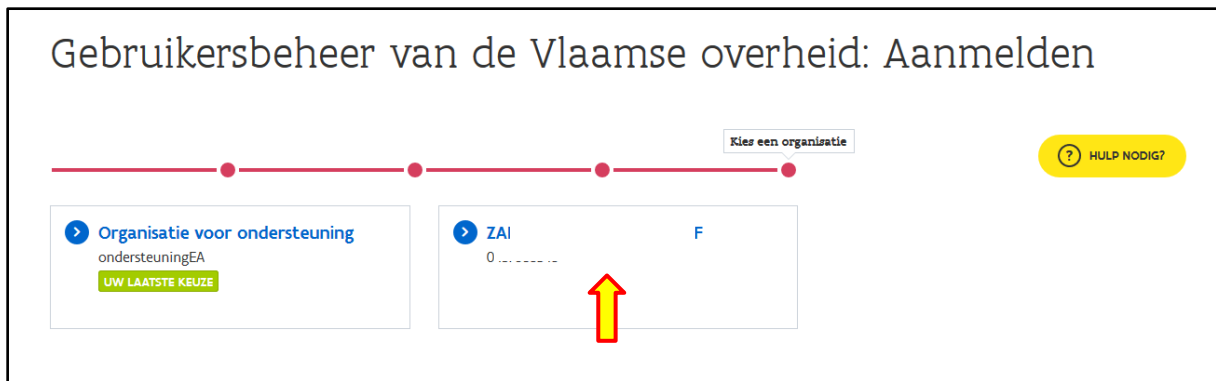 Gebruikersbeheer van de Vlaamse overheid: Aanmelden
Kies een organisatie
? HULP NODIG?
Organisatie voor ondersteuning
ondersteuningEA
UW LAATSTE KEUZE
F